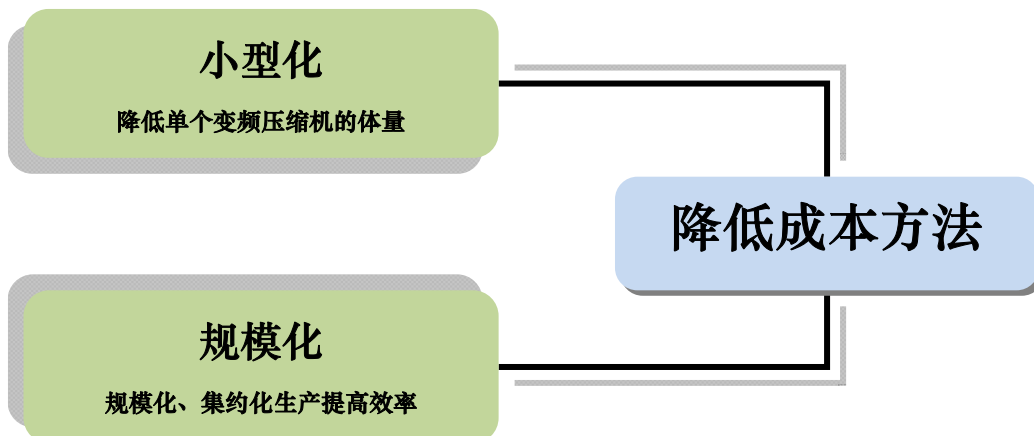 小型化
降低单个变频压缩机的体量
降低成本方法
规模化
规模化、集约化生产提高效率